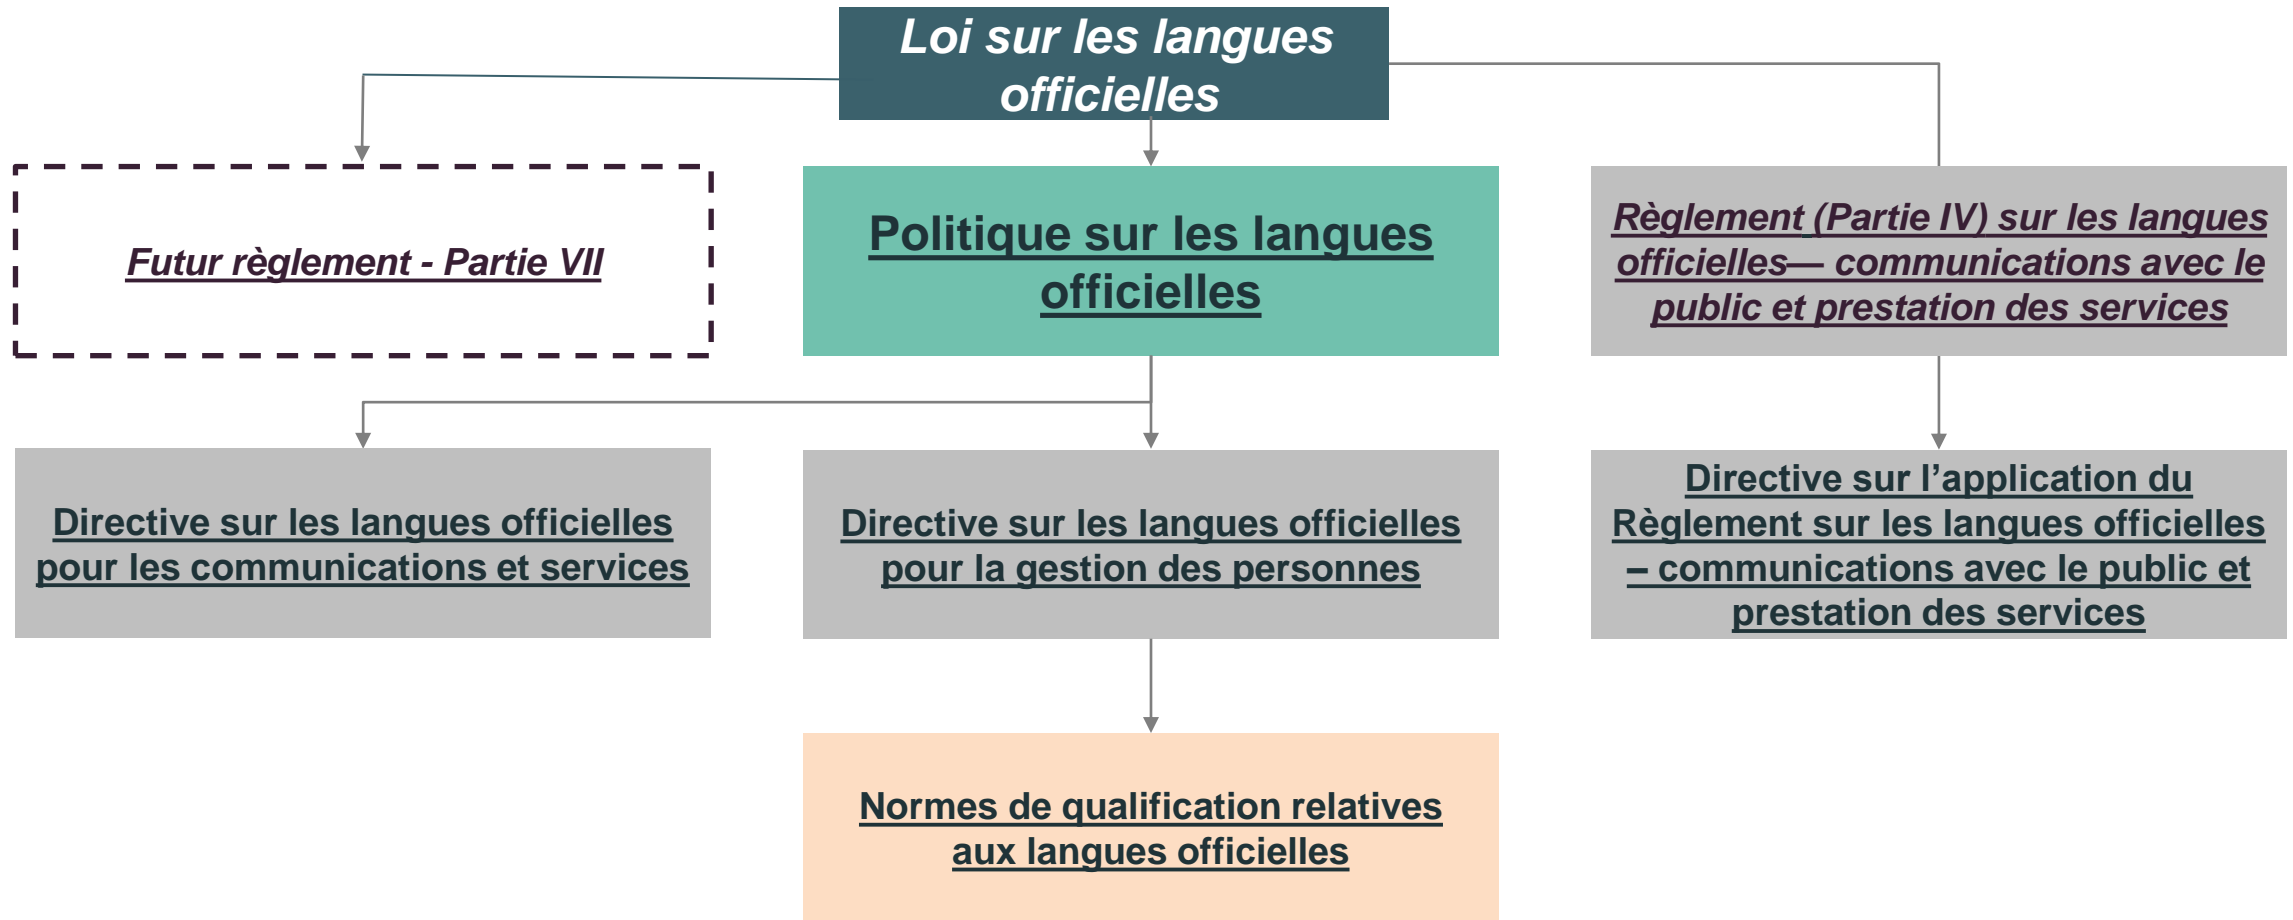 Loi sur les langues
officielles
Futur règlement - Partie VII
Politique sur les langues
officielles
Règlement (Partie IV) sur les langues
officielles— communications avec le
public et prestation des services
Directive sur les langues officielles
pour les communications et services
Directive sur les langues officielles
pour la gestion des personnes
Directive sur l’application du
Règlement sur les langues officielles
– communications avec le public et
prestation des services
Normes de qualification relatives
aux langues officielles